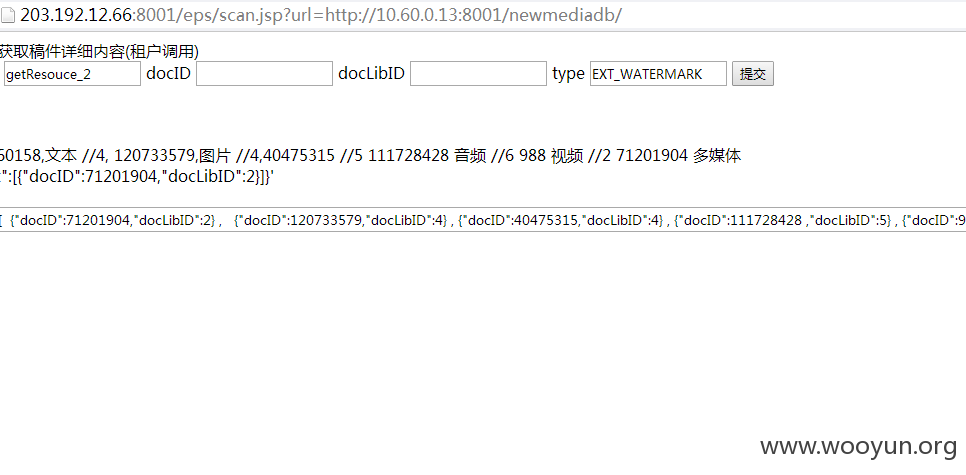 203.192.12.66:8001/eps/scan.jsp?url=http://10.60.0.13:8001/newmediadb/
获取稿件详细内容(租户调用)
getResouce_2 docID docLibID type EXT_WATERMARK 提交
60158,文本 //4, 120733579,图片 //4,40475315 //5 111728428 音频 //6 988 视频 //2 71201904 多媒体
":[{"docID":71201904,"docLibID":2}]}'
[ {"docID":71201904,"docLibID":2} , {"docID":120733579,"docLibID":4} , {"docID":40475315,"docLibID":4} , {"docID":111728428 ,"docLibID":5} , {"docID":9
www.wooyun.org